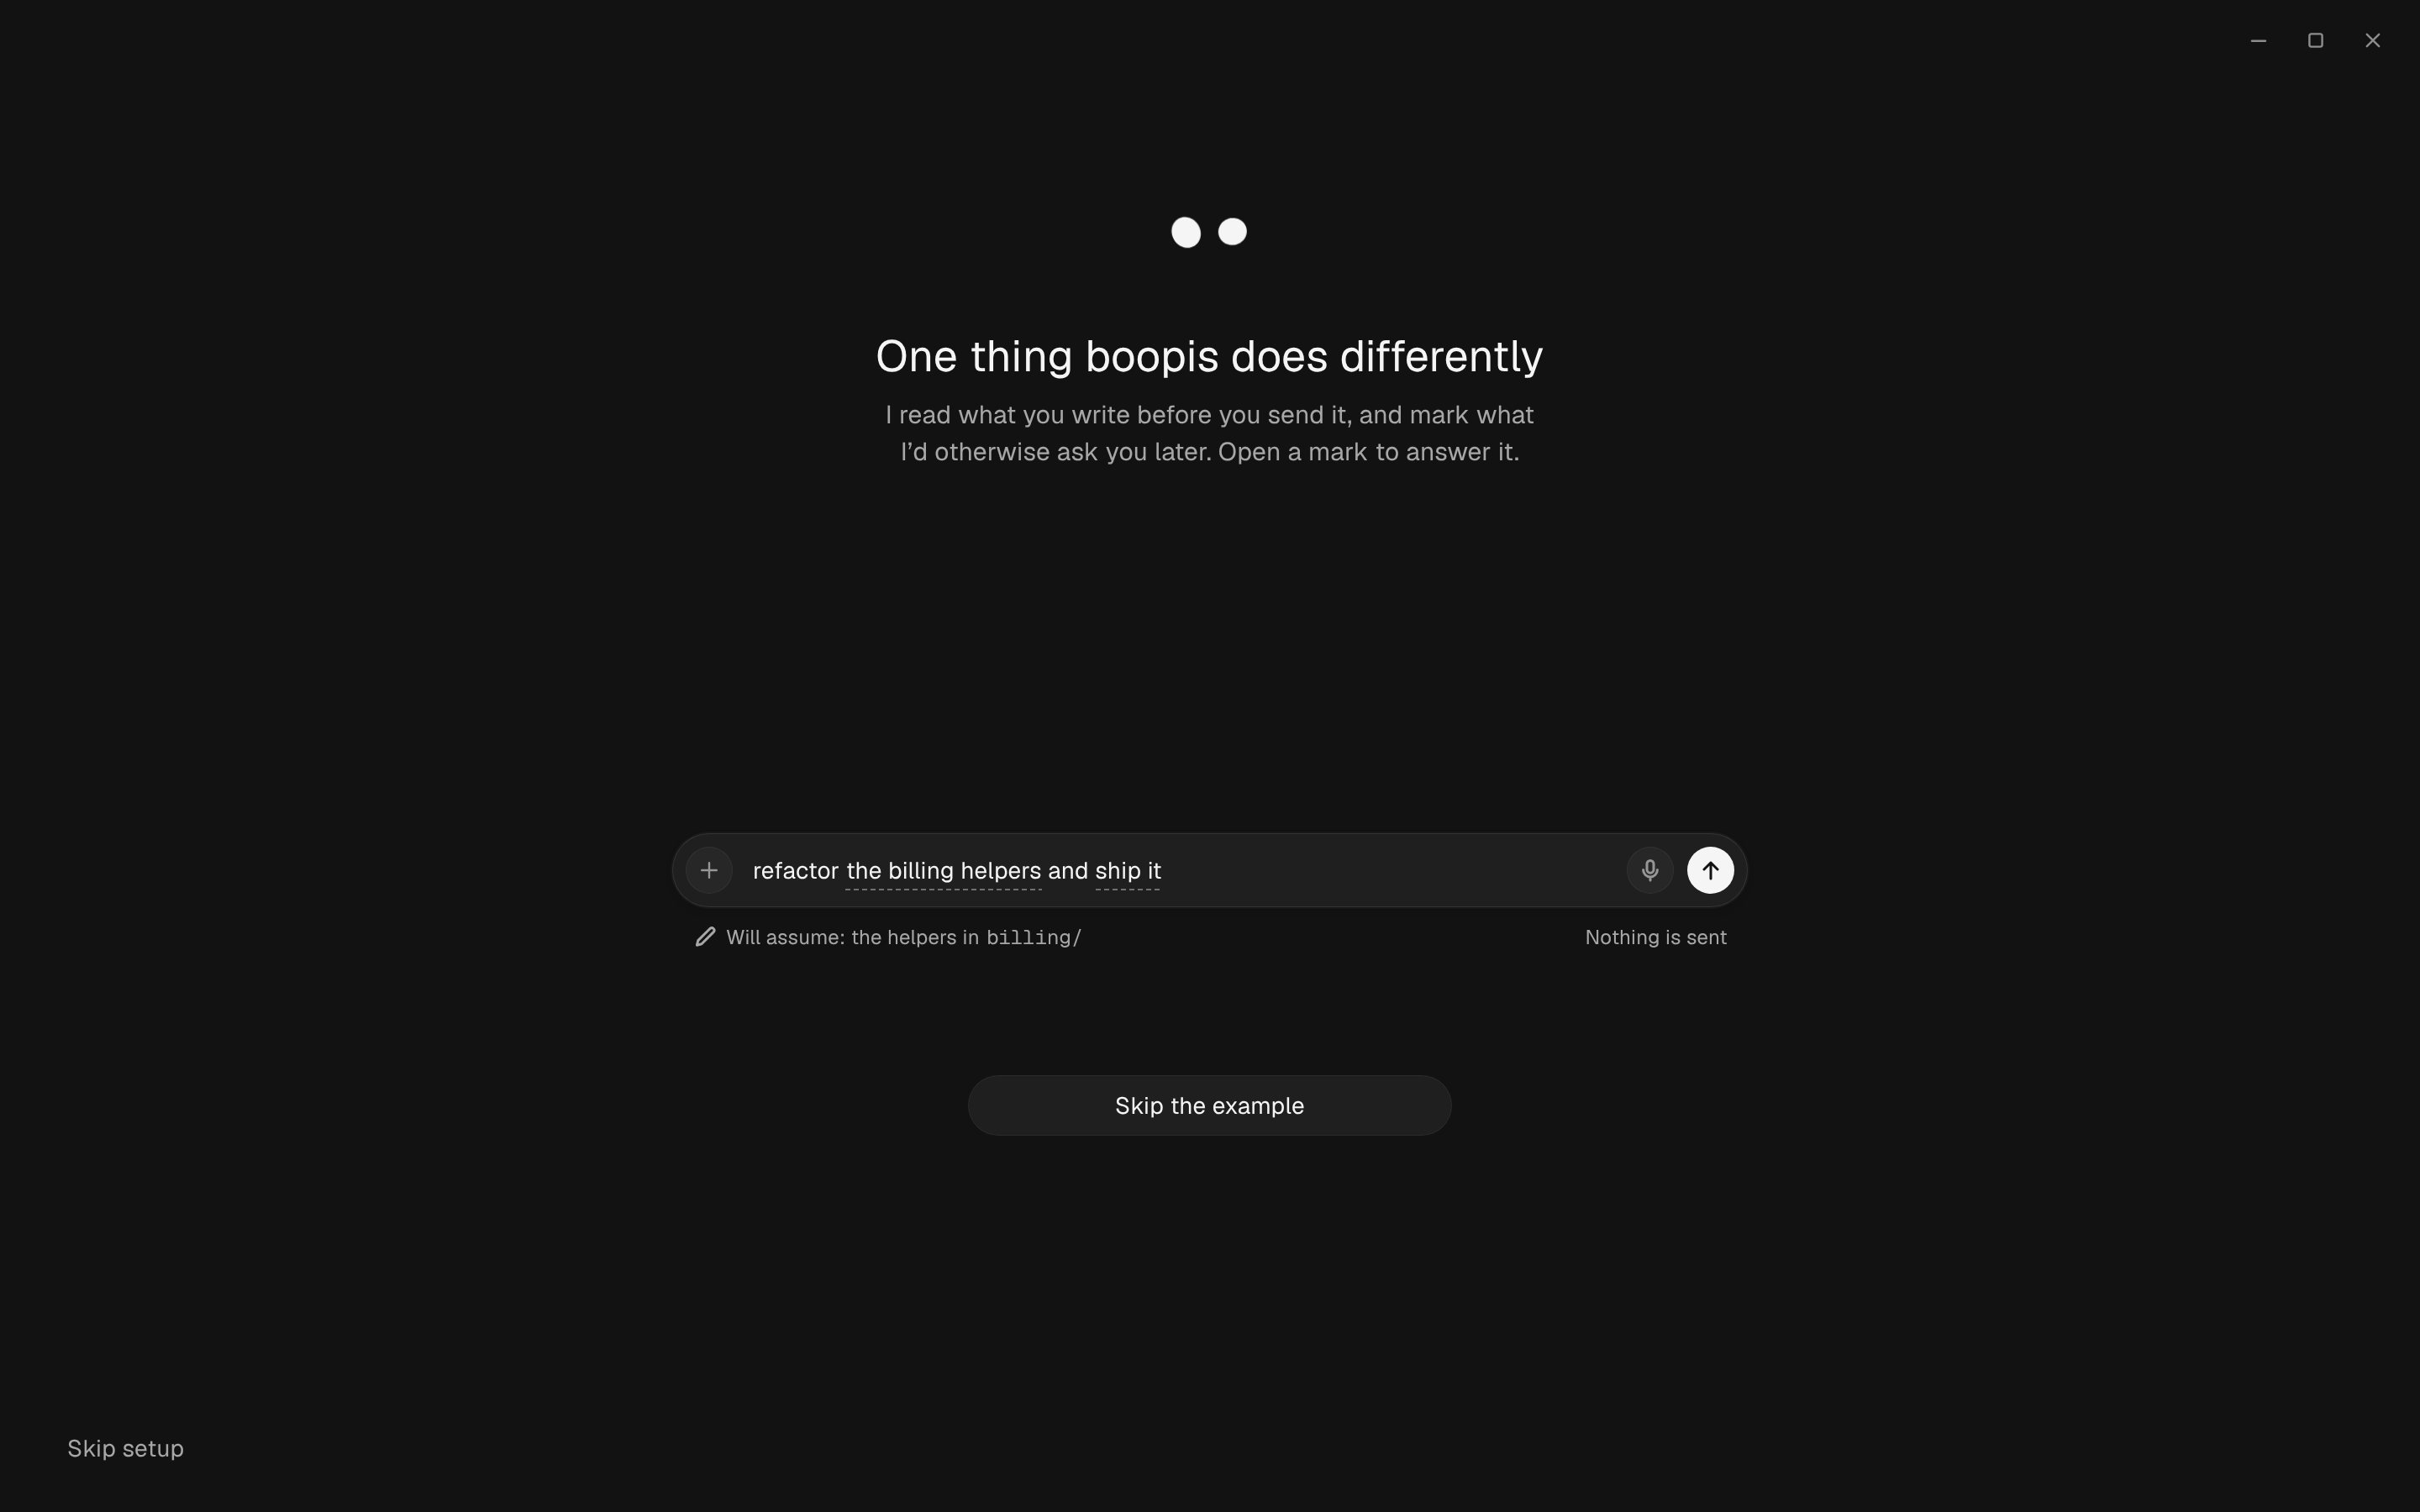 One thing boopis does differently
I read what you write before you send it, and mark what
I’d otherwise ask you later. Open a mark to answer it.
refactor the billing helpers and ship it
Will assume: the helpers in billing/
Nothing is sent
Skip the example
Skip setup